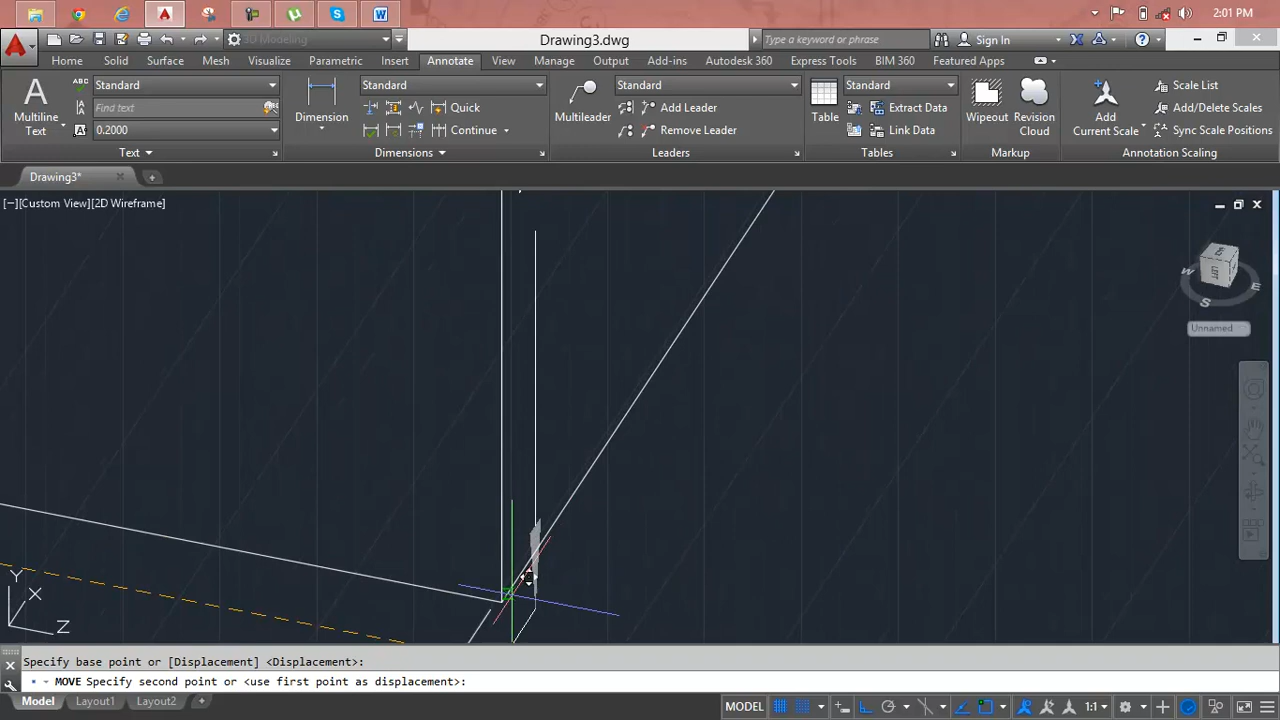 2:01 PM
3D Modeling
Drawing3.dwg
Type a keyword or phrase
Sign In
Home Solid Surface Mesh Visualize Parametric Insert Annotate View Manage Output Add-ins Autodesk 360 Express Tools BIM 360 Featured Apps
Standard Standard Standard Standard Scale List
Find text Quick Add Leader Extract Data Add/Delete Scales
Multiline Text Dimension Multileader Table Wipeout Revision Cloud Add Current Scale
0.2000 Continue Remove Leader Link Data Sync Scale Positions
Text Dimensions Leaders Tables Markup Annotation Scaling
Drawing3*
[−][Custom View][2D Wireframe]
LEFT
W E
S
Unnamed
Y
X
Z
Specify base point or [Displacement] <Displacement>:
MOVE Specify second point or <use first point as displacement>:
Model Layout1 Layout2 MODEL 1:1